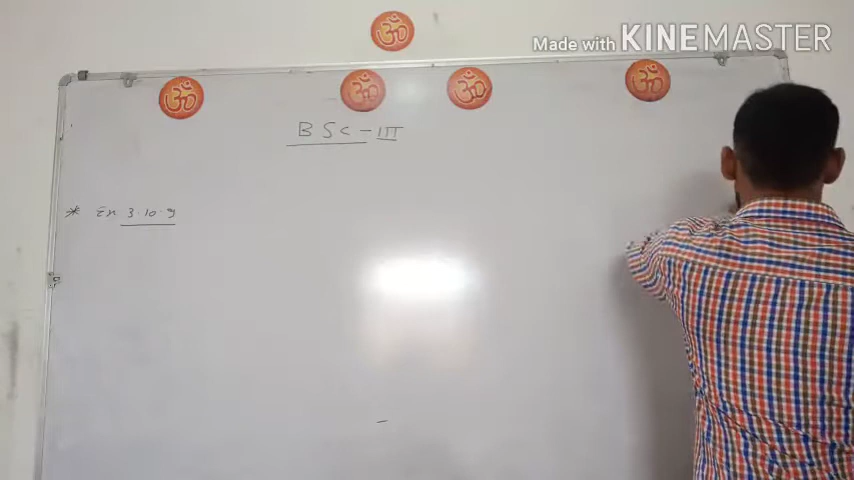 Made with KINEMASTER
ॐ
ॐ ॐ ॐ ॐ
BSC-III
* Ex 3.10.9